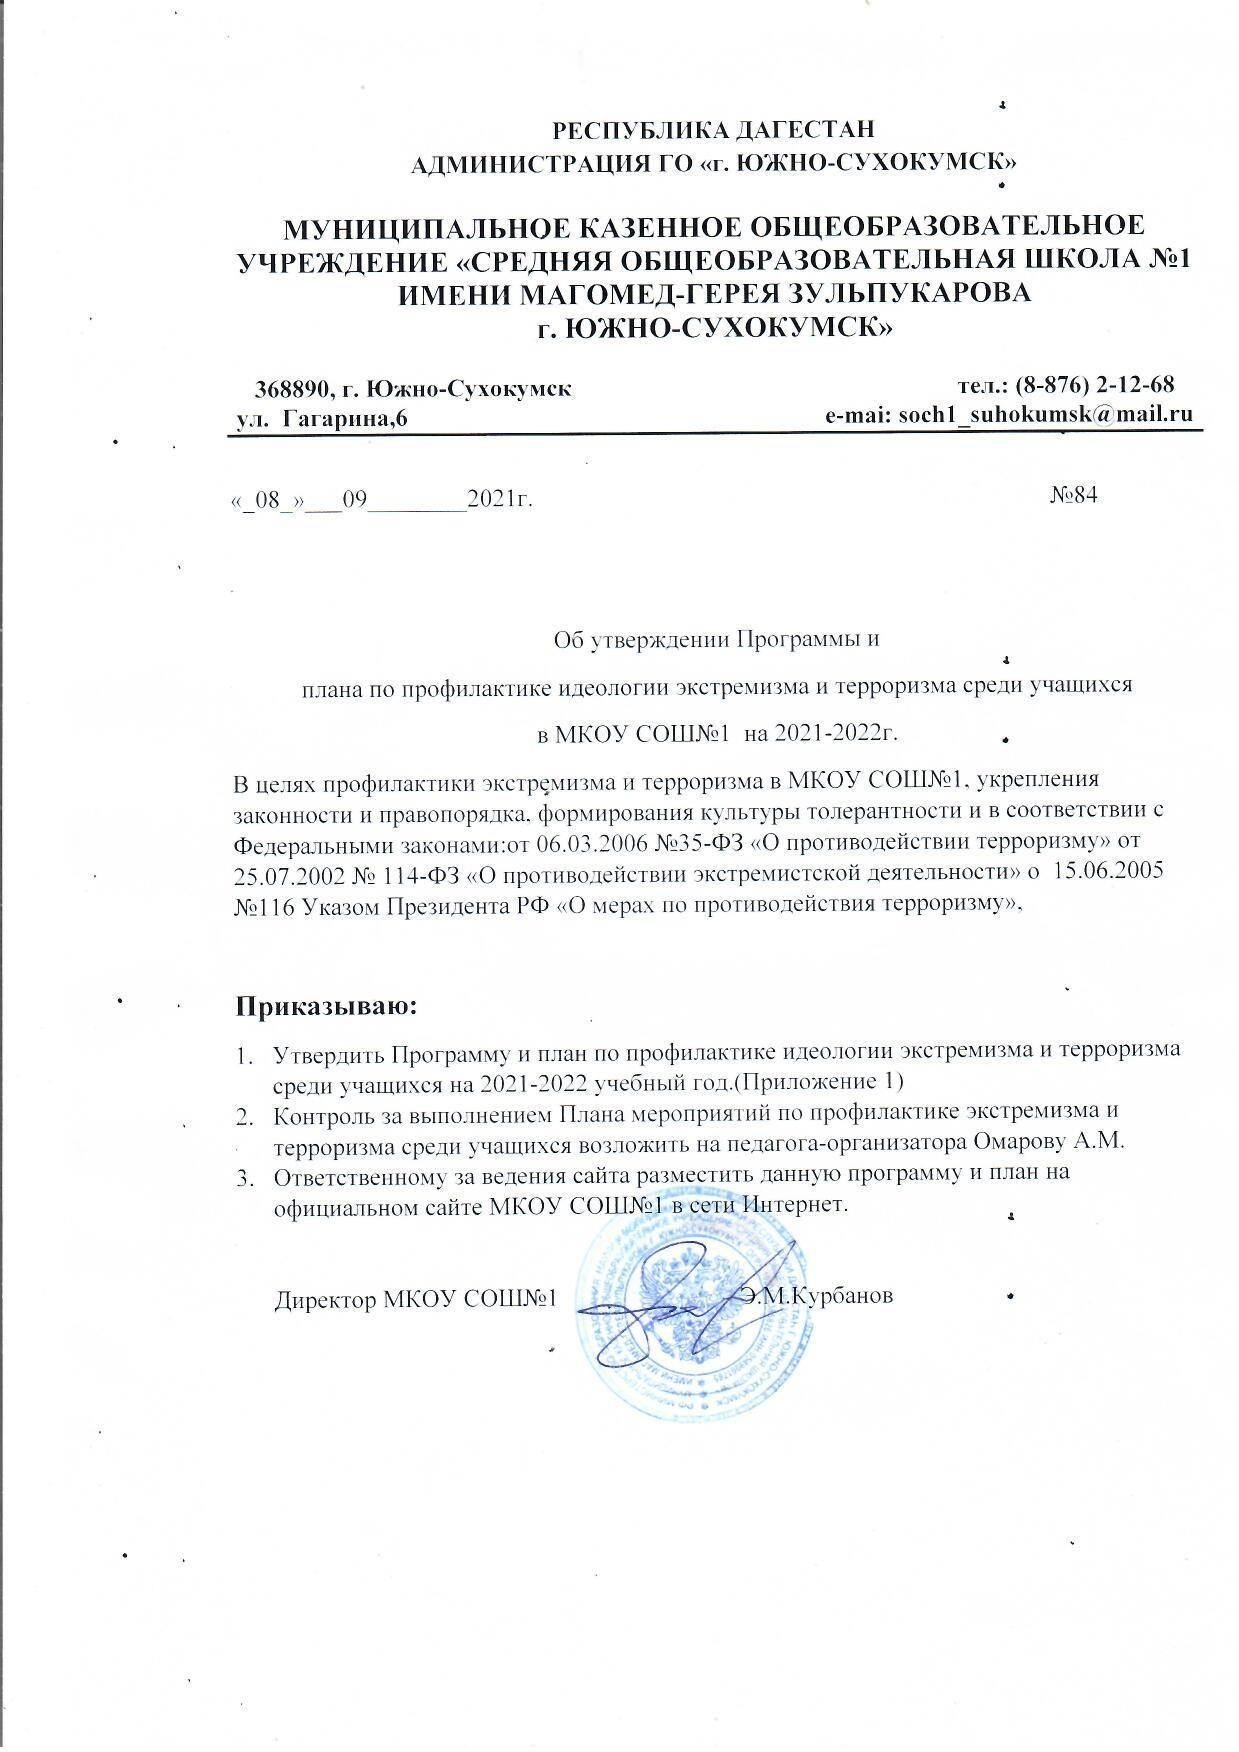 РЕСПУБЛИКА ДАГЕСТАН
АДМИНИСТРАЦИЯ ГО «г. ЮЖНО-СУХОКУМСК»
МУНИЦИПАЛЬНОЕ КАЗЕННОЕ ОБЩЕОБРАЗОВАТЕЛЬНОЕ
УЧРЕЖДЕНИЕ «СРЕДНЯЯ ОБЩЕОБРАЗОВАТЕЛЬНАЯ ШКОЛА №1
ИМЕНИ МАГОМЕД-ГЕРЕЯ ЗУЛЬПУКАРОВА
г. ЮЖНО-СУХОКУМСК»
368890, г. Южно-Сухокумск тел.: (8-876) 2-12-68
ул. Гагарина,6 e-mai: soch1_suhokumsk@mail.ru
«_08_»___09________2021г. №84
Об утверждении Программы и
плана по профилактике идеологии экстремизма и терроризма среди учащихся
в МКОУ СОШ№1 на 2021-2022г.
В целях профилактики экстремизма и терроризма в МКОУ СОШ№1, укрепления
законности и правопорядка, формирования культуры толерантности и в соответствии с
Федеральными законами:от 06.03.2006 №35-ФЗ «О противодействии терроризму» от
25.07.2002 № 114-ФЗ «О противодействии экстремистской деятельности» о 15.06.2005
№116 Указом Президента РФ «О мерах по противодействия терроризму»,
Приказываю:
1. Утвердить Программу и план по профилактике идеологии экстремизма и терроризма
среди учащихся на 2021-2022 учебный год.(Приложение 1)
2. Контроль за выполнением Плана мероприятий по профилактике экстремизма и
терроризма среди учащихся возложить на педагога-организатора Омарову А.М.
3. Ответственному за ведения сайта разместить данную программу и план на
официальном сайте МКОУ СОШ№1 в сети Интернет.
Директор МКОУ СОШ№1 Э.М.Курбанов